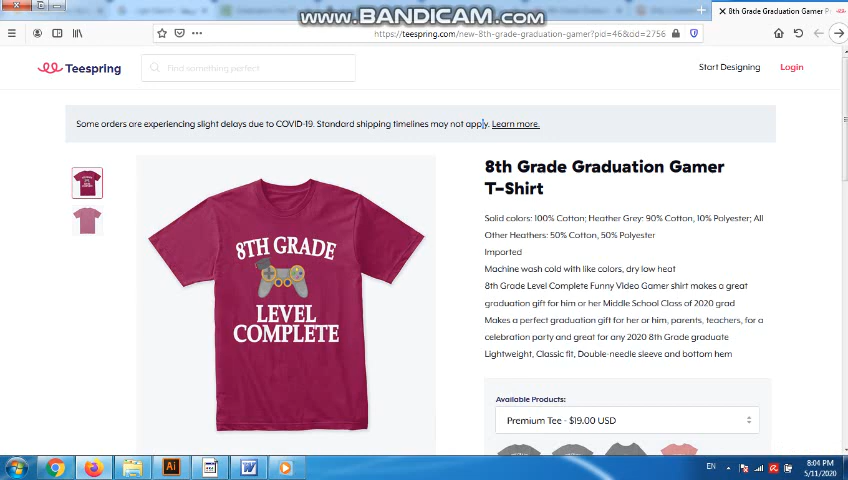 WWW.BANDICAM.COM
8th Grade Graduation Gamer
https://teespring.com/new-8th-grade-graduation-gamer?pid=46&did=2756
Teespring
Find something perfect
Start Designing
Login
Some orders are experiencing slight delays due to COVID-19. Standard shipping timelines may not apply. Learn more.
8th Grade Graduation Gamer
T-Shirt
Solid colors: 100% Cotton; Heather Grey: 90% Cotton, 10% Polyester; All
Other Heathers: 50% Cotton, 50% Polyester
Imported
Machine wash cold with like colors, dry low heat
8th Grade Level Complete Funny Video Gamer shirt makes a great
graduation gift for him or her Middle School Class of 2020 grad
Makes a perfect graduation gift for her or him, parents, teachers, for a
celebration party and great for any 2020 8th Grade graduate
Lightweight, Classic fit, Double-needle sleeve and bottom hem
8TH GRADE
LEVEL
COMPLETE
Available Products:
Premium Tee - $19.00 USD
Ai
W
EN
8:04 PM
5/11/2020